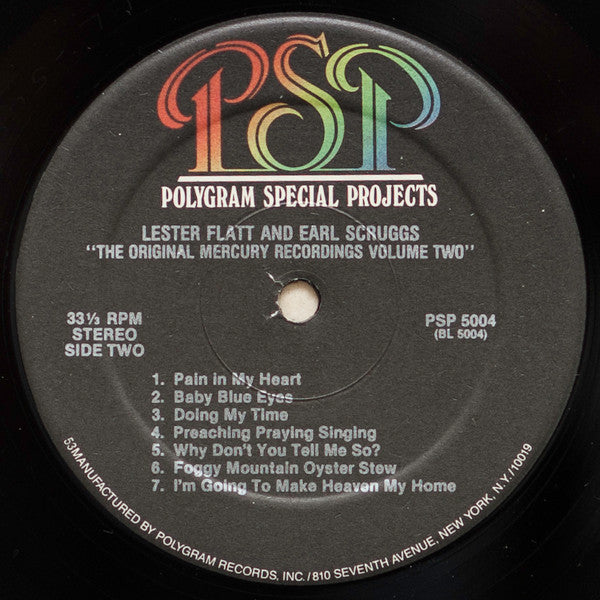 PSP
POLYGRAM SPECIAL PROJECTS
LESTER FLATT AND EARL SCRUGGS
"THE ORIGINAL MERCURY RECORDINGS VOLUME TWO"
33⅓ RPM
STEREO
SIDE TWO
PSP 5004
(BL 5004)
1. Pain in My Heart
2. Baby Blue Eyes
3. Doing My Time
4. Preaching Praying Singing
5. Why Don't You Tell Me So?
6. Foggy Mountain Oyster Stew
7. I'm Going To Make Heaven My Home
53MANUFACTURED BY POLYGRAM RECORDS, INC./810 SEVENTH AVENUE, NEW YORK, N.Y./10019